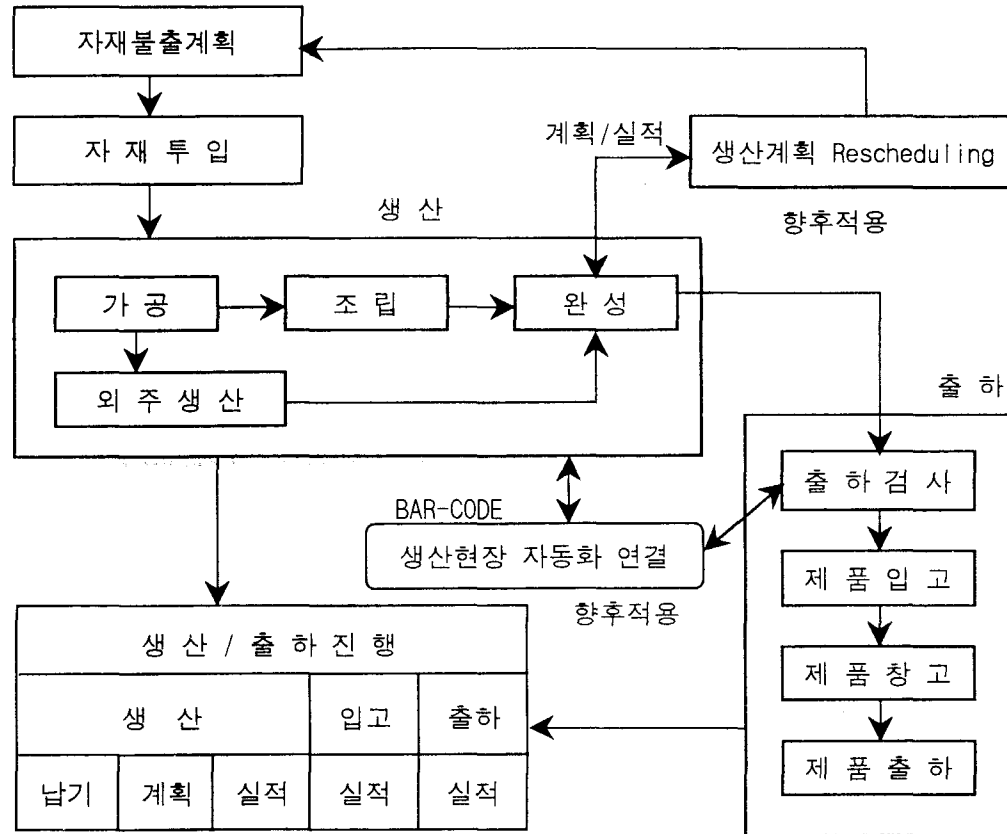 자재불출계획
자 재 투 입
계획/실적
생산계획 Rescheduling
향후적용
생 산
가 공
조 립
완 성
외 주 생 산
출 하
출 하 검 사
BAR-CODE
생산현장 자동화 연결
향후적용
제 품 입 고
제 품 창 고
제 품 출 하
생 산 / 출 하 진 행
생 산 입고 출하
납기 계획 실적 실적 실적